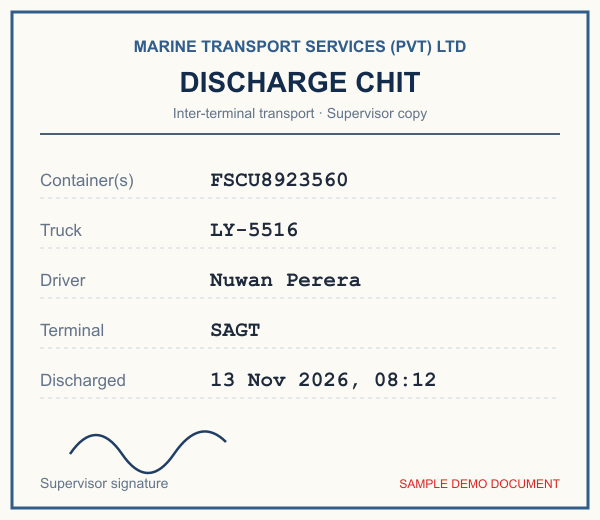 MARINE TRANSPORT SERVICES (PVT) LTD
DISCHARGE CHIT
Inter-terminal transport · Supervisor copy
Container(s) FSCU8923560
Truck LY-5516
Driver Nuwan Perera
Terminal SAGT
Discharged 13 Nov 2026, 08:12
Supervisor signature SAMPLE DEMO DOCUMENT